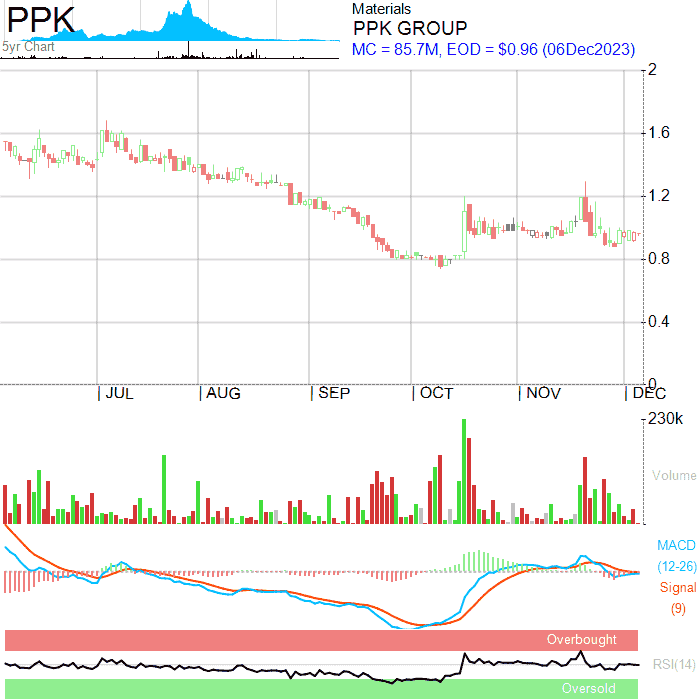 PPK
5yr Chart
Materials
PPK GROUP
MC = 85.7M, EOD = $0.96 (06Dec2023)
2
1.6
1.2
0.8
0.4
0
JUL
AUG
SEP
OCT
NOV
DEC
230k
Volume
MACD
(12-26)
Signal
(9)
Overbought
RSI(14)
Oversold